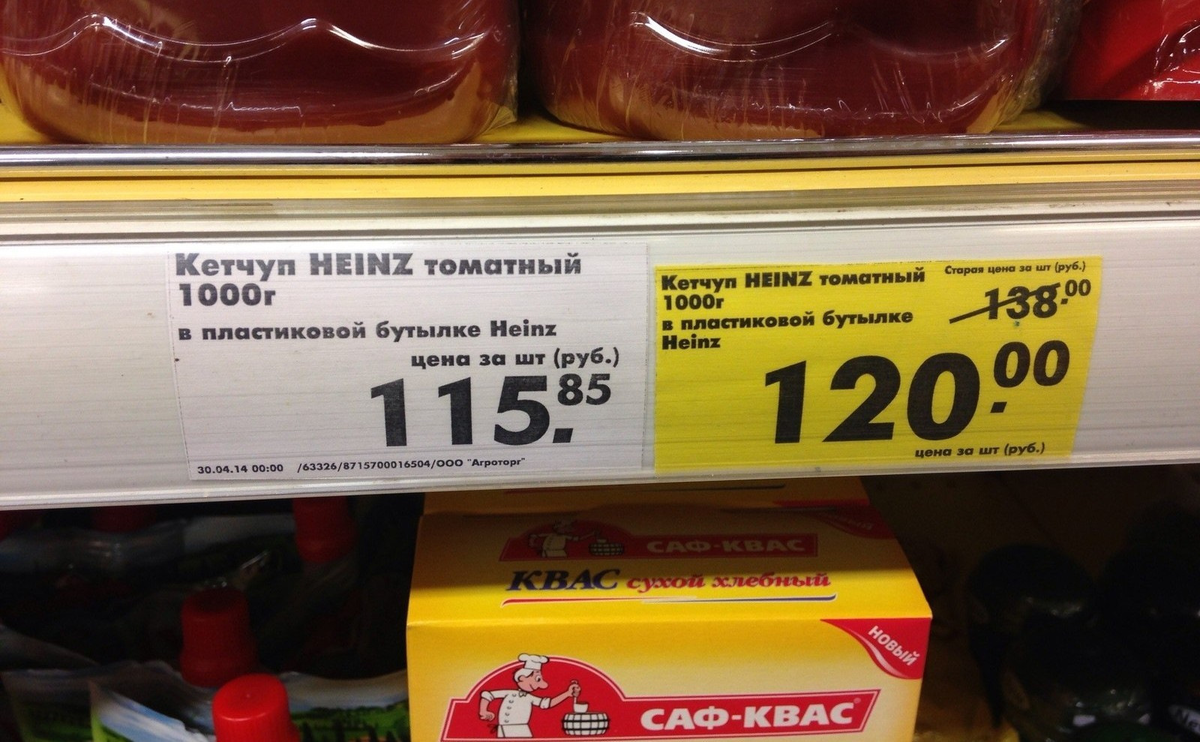 Кетчуп HEINZ томатный
1000г
в пластиковой бутылке Heinz
цена за шт (руб.)
115.85
30.04.14 00:00 /63326/8715700016504/ООО "Агроторг"
Кетчуп HEINZ томатный
1000г
в пластиковой бутылке
Heinz
Старая цена за шт (руб.)
138.00
120.00
цена за шт (руб.)
САФ-КВАС
КВАС сухой хлебный
НОВЫЙ
САФ-КВАС